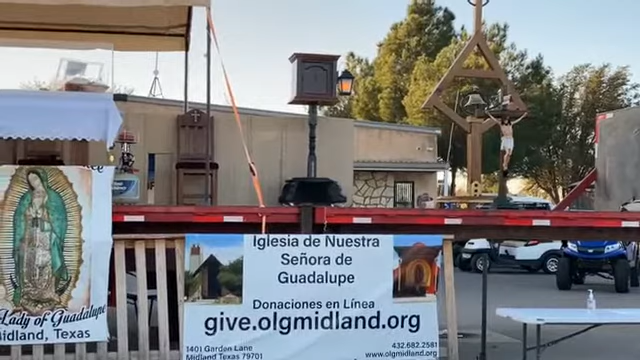 Lady of Guadalupe
Midland, TEXAS
Iglesia de Nuestra
Señora de
GUADALUPE
Donaciones en Línea
give.olgmidland.org
1401 Garden Lane
Midland Texas 79701
432.682.2581
www.olgmidland.org